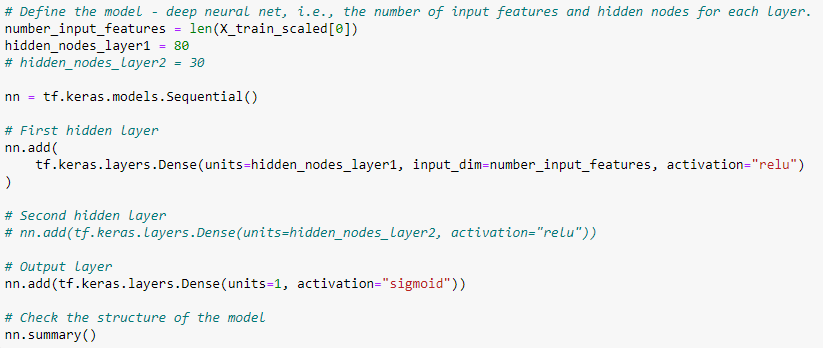 # Define the model - deep neural net, i.e., the number of input features and hidden nodes for each layer.
number_input_features = len(X_train_scaled[0])
hidden_nodes_layer1 = 80
# hidden_nodes_layer2 = 30
nn = tf.keras.models.Sequential()
# First hidden layer
nn.add(
    tf.keras.layers.Dense(units=hidden_nodes_layer1, input_dim=number_input_features, activation="relu")
)
# Second hidden layer
# nn.add(tf.keras.layers.Dense(units=hidden_nodes_layer2, activation="relu"))
# Output layer
nn.add(tf.keras.layers.Dense(units=1, activation="sigmoid"))
# Check the structure of the model
nn.summary()